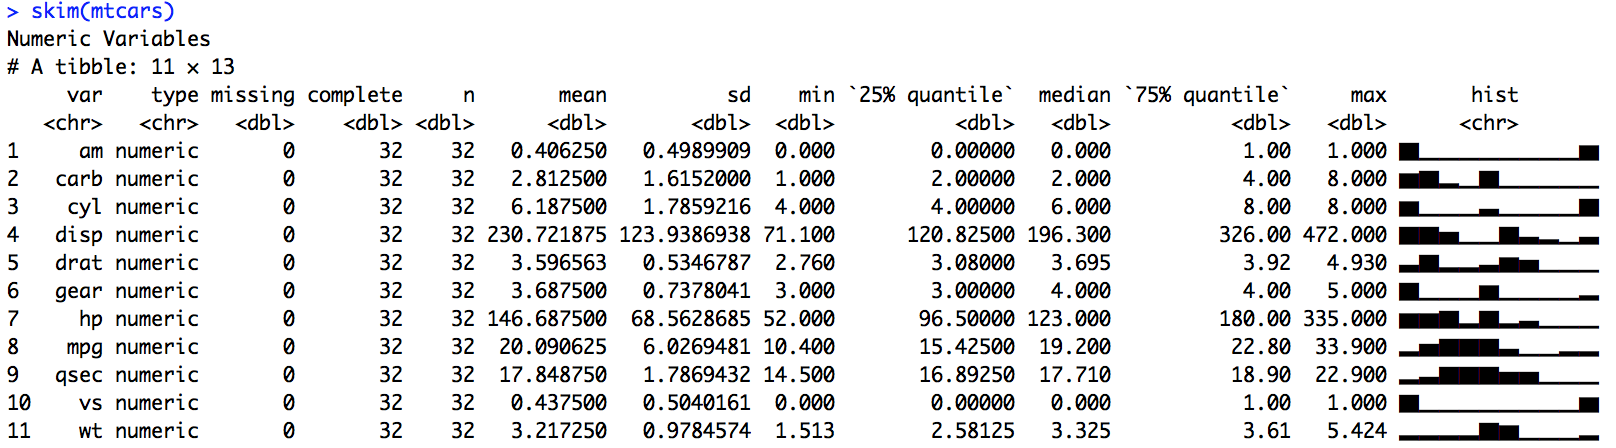 > skim(mtcars)
Numeric Variables
# A tibble: 11 × 13
var type missing complete n mean sd min `25% quantile` median `75% quantile` max hist
<chr> <chr> <dbl> <dbl> <dbl> <dbl> <dbl> <dbl> <dbl> <dbl> <dbl> <dbl> <chr>
1 am numeric 0 32 32 0.406250 0.4989909 0.000 0.00000 0.000 1.00 1.000
2 carb numeric 0 32 32 2.812500 1.6152000 1.000 2.00000 2.000 4.00 8.000
3 cyl numeric 0 32 32 6.187500 1.7859216 4.000 4.00000 6.000 8.00 8.000
4 disp numeric 0 32 32 230.721875 123.9386938 71.100 120.82500 196.300 326.00 472.000
5 drat numeric 0 32 32 3.596563 0.5346787 2.760 3.08000 3.695 3.92 4.930
6 gear numeric 0 32 32 3.687500 0.7378041 3.000 3.00000 4.000 4.00 5.000
7 hp numeric 0 32 32 146.687500 68.5628685 52.000 96.50000 123.000 180.00 335.000
8 mpg numeric 0 32 32 20.090625 6.0269481 10.400 15.42500 19.200 22.80 33.900
9 qsec numeric 0 32 32 17.848750 1.7869432 14.500 16.89250 17.710 18.90 22.900
10 vs numeric 0 32 32 0.437500 0.5040161 0.000 0.00000 0.000 1.00 1.000
11 wt numeric 0 32 32 3.217250 0.9784574 1.513 2.58125 3.325 3.61 5.424